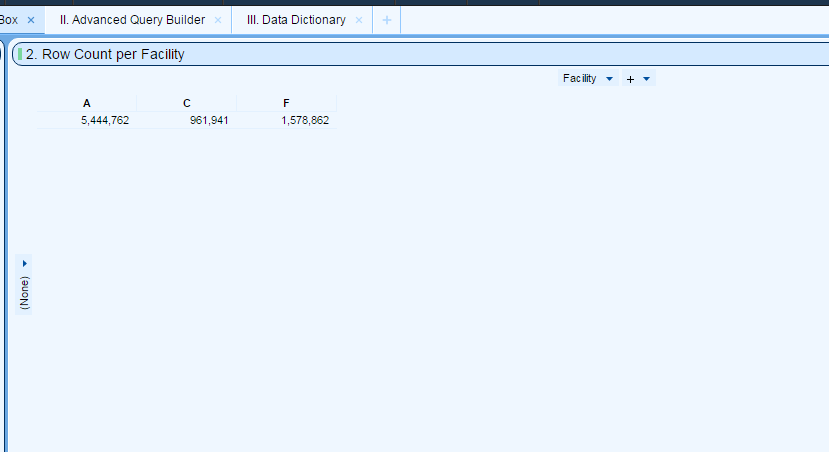 Box × II. Advanced Query Builder × III. Data Dictionary × +
2. Row Count per Facility
Facility +
A C F
5,444,762 961,941 1,578,862
(None)